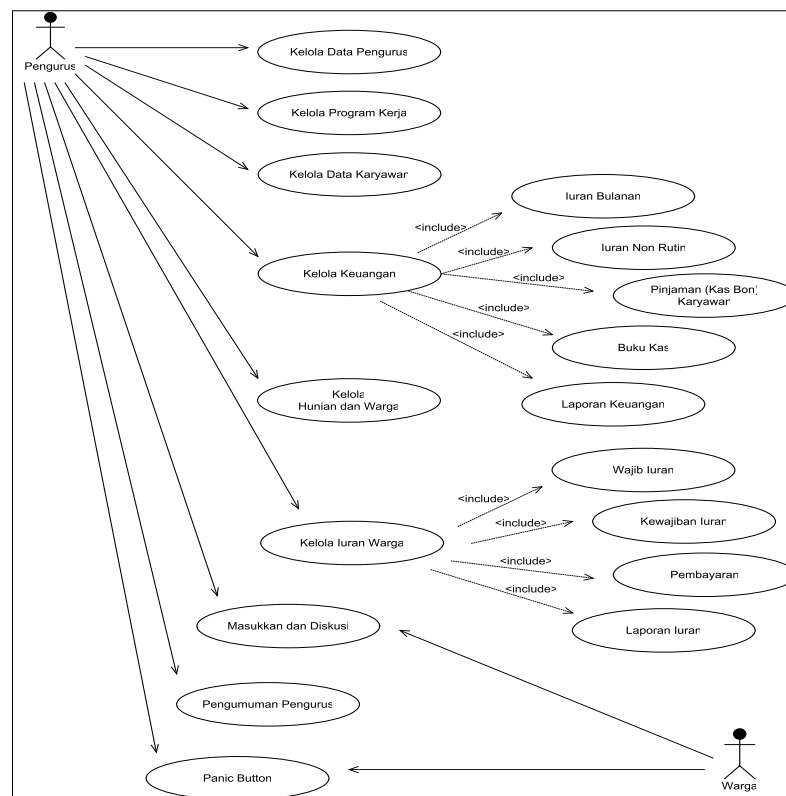 Pengurus
Kelola Data Pengurus
Kelola Program Kerja
Kelola Data Karyawan
Kelola Keuangan
<include>
Iuran Bulanan
<include>
Iuran Non Rutin
<include>
Pinjaman (Kas Bon)
Karyawan
<include>
Buku Kas
<include>
Laporan Keuangan
Kelola
Hunian dan Warga
Kelola Iuran Warga
<include>
Wajib Iuran
<include>
Kewajiban Iuran
<include>
Pembayaran
<include>
Laporan Iuran
Masukkan dan Diskusi
Pengumuman Pengurus
Panic Button
Warga